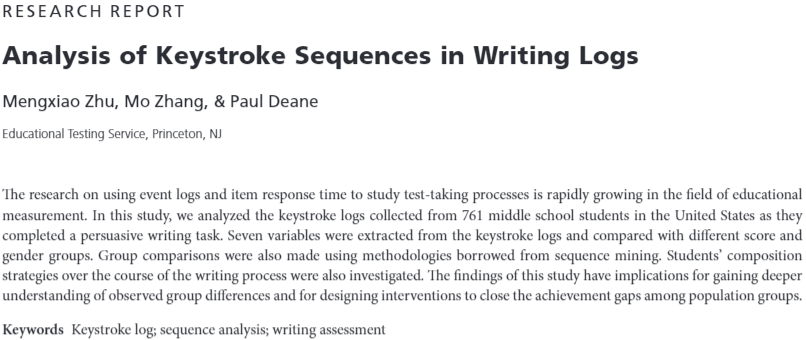 RESEARCH REPORT
Analysis of Keystroke Sequences in Writing Logs
Mengxiao Zhu, Mo Zhang, & Paul Deane
Educational Testing Service, Princeton, NJ
The research on using event logs and item response time to study test-taking processes is rapidly growing in the field of educational
measurement. In this study, we analyzed the keystroke logs collected from 761 middle school students in the United States as they
completed a persuasive writing task. Seven variables were extracted from the keystroke logs and compared with different score and
gender groups. Group comparisons were also made using methodologies borrowed from sequence mining. Students’ composition
strategies over the course of the writing process were also investigated. The findings of this study have implications for gaining deeper
understanding of observed group differences and for designing interventions to close the achievement gaps among population groups.
Keywords Keystroke log; sequence analysis; writing assessment